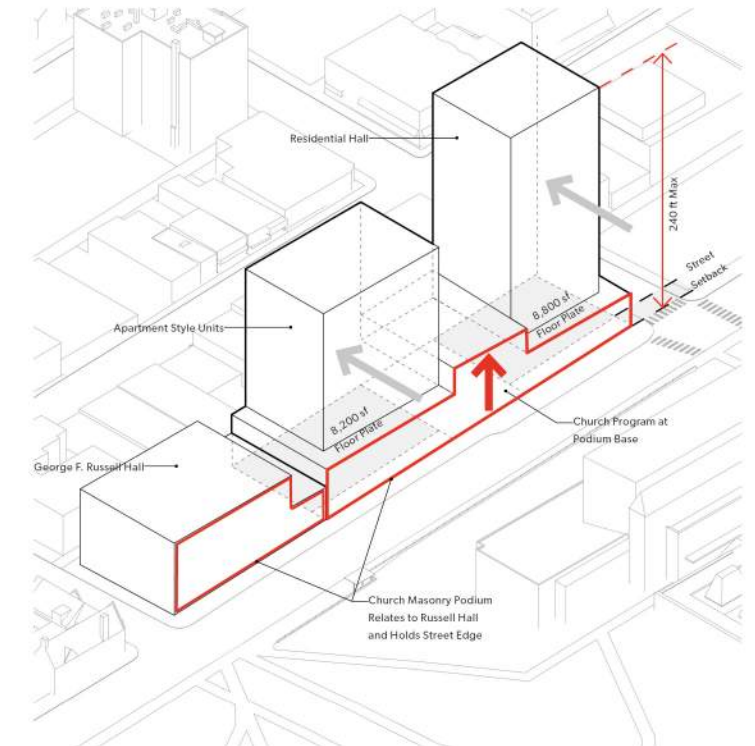 Residential Hall
240 ft Max
Street
Setback
8,800 sf
Floor Plate
Apartment Style Units
8,200 sf
Floor Plate
Church Program at
Podium Base
George F. Russell Hall
Church Masonry Podium
Relates to Russell Hall
and Holds Street Edge